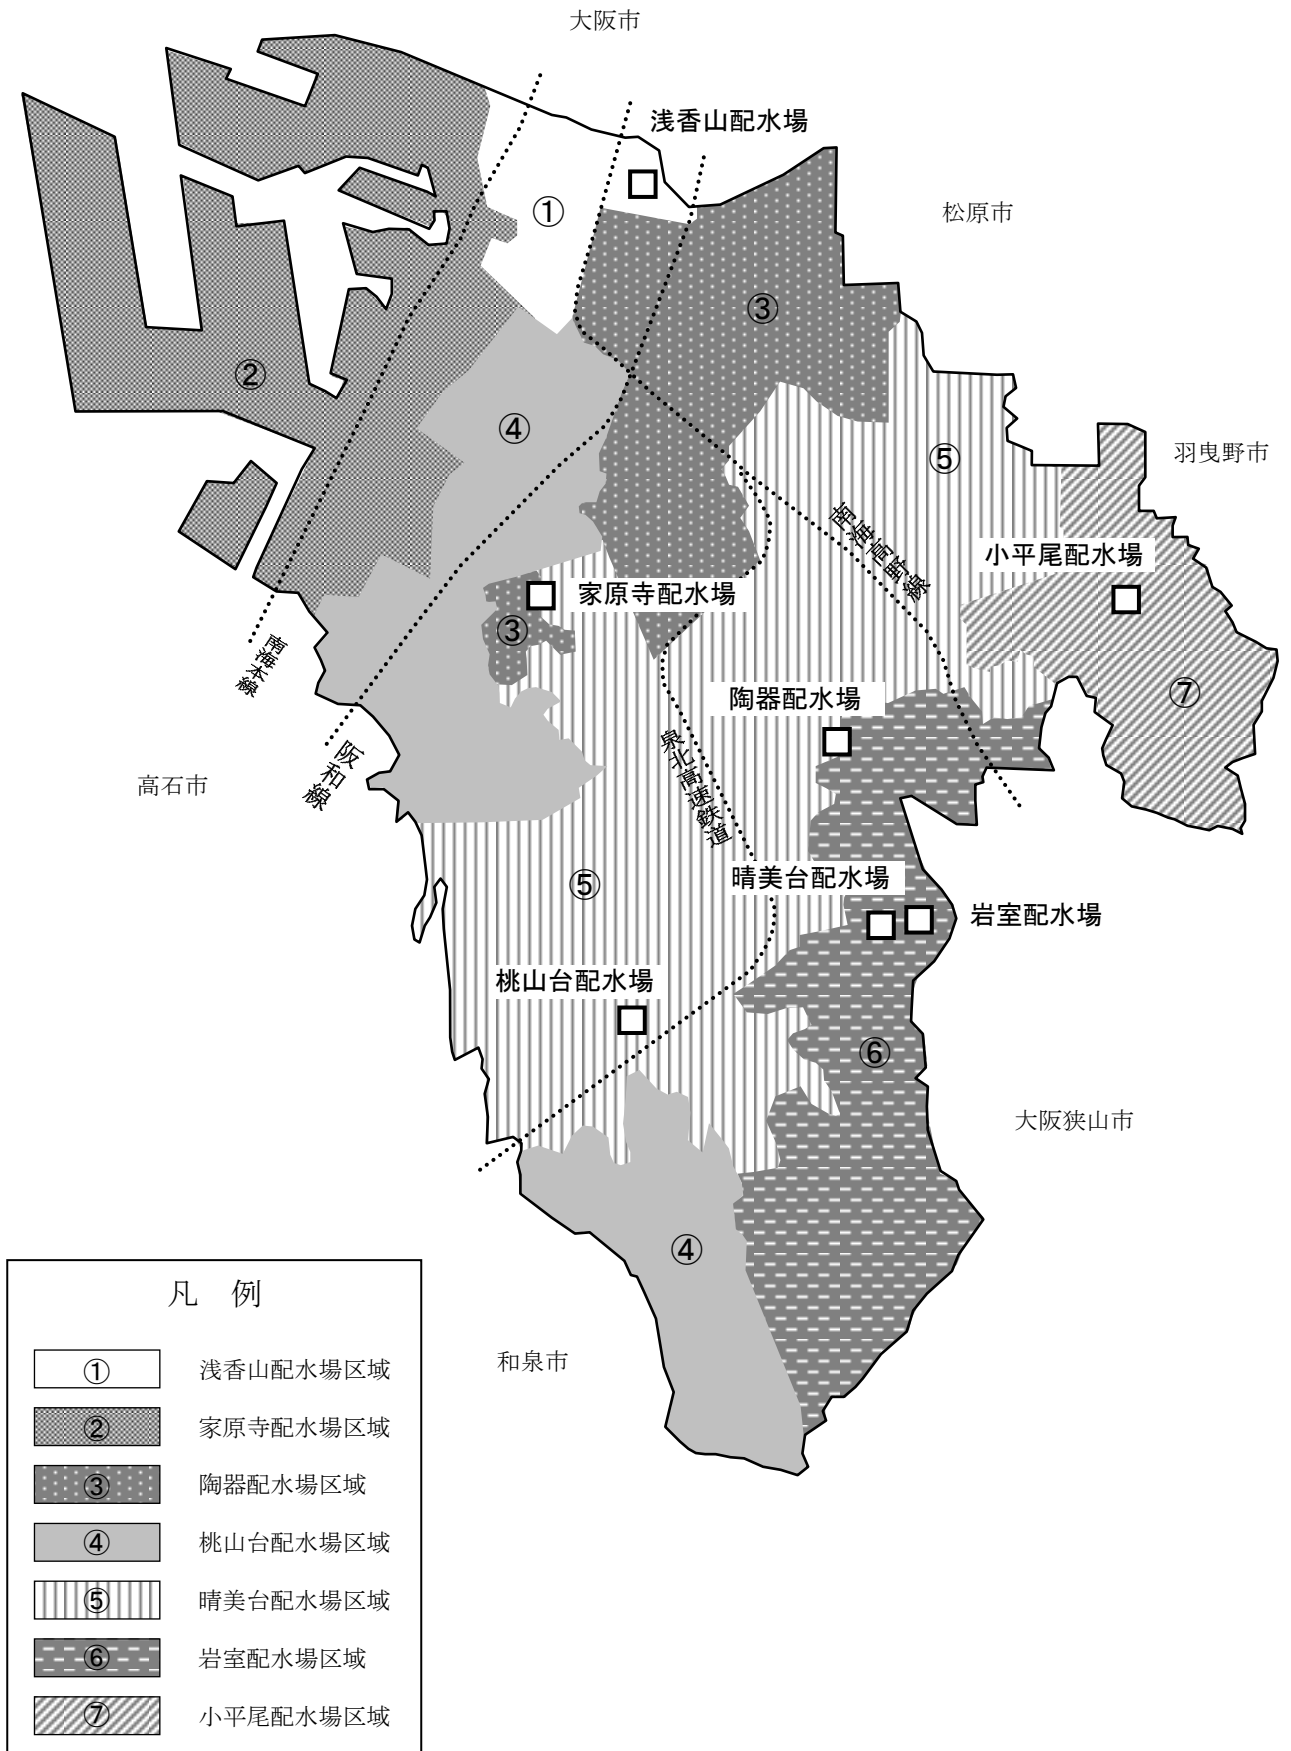 大阪市
浅香山配水場
①
松原市
③
②
④
⑤
羽曳野市
南海高野線
小平尾配水場
家原寺配水場
③
南海本線
陶器配水場
⑦
泉北高速鉄道
阪和線
高石市
晴美台配水場
⑤
岩室配水場
桃山台配水場
⑥
大阪狭山市
④
和泉市
凡 例
① 浅香山配水場区域
② 家原寺配水場区域
③ 陶器配水場区域
④ 桃山台配水場区域
⑤ 晴美台配水場区域
⑥ 岩室配水場区域
⑦ 小平尾配水場区域